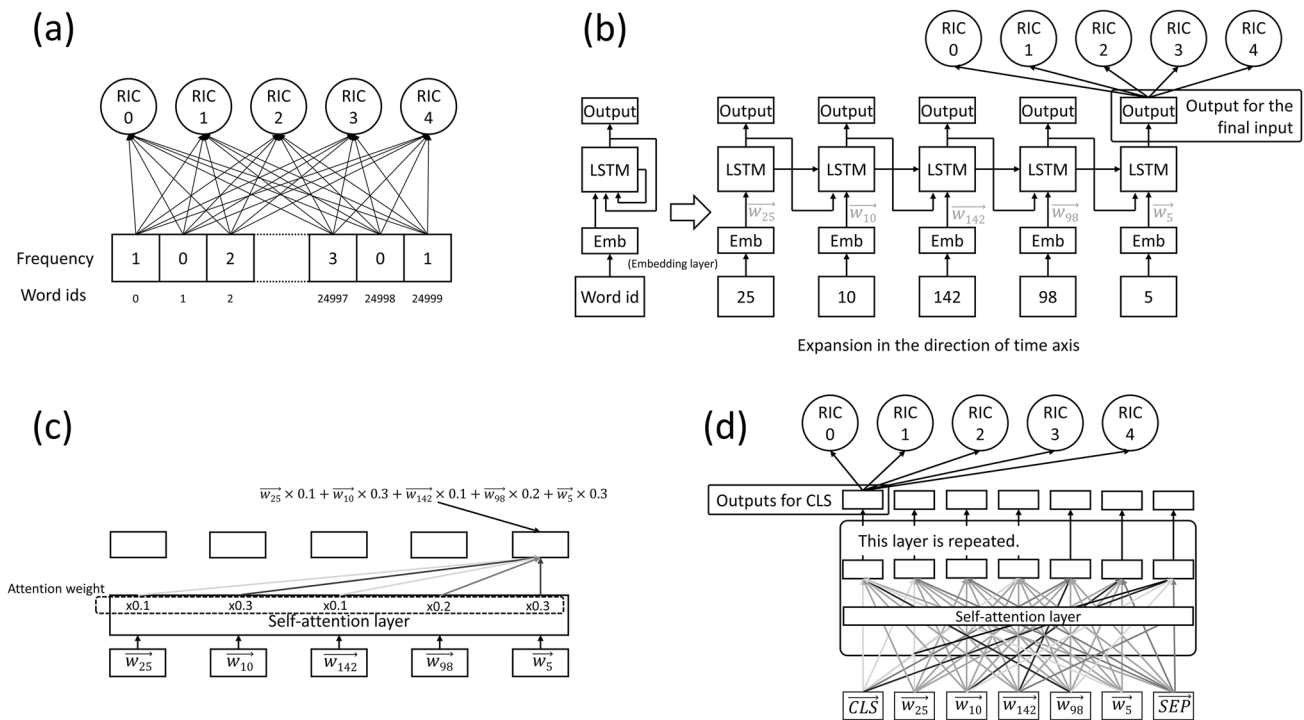 (a)
RIC 0
RIC 1
RIC 2
RIC 3
RIC 4
Frequency 1 0 2 3 0 1
Word ids 0 1 2 24997 24998 24999
(b)
RIC 0
RIC 1
RIC 2
RIC 3
RIC 4
Output Output Output Output Output Output
Output for the
final input
LSTM LSTM LSTM LSTM LSTM LSTM
w25 w10 w142 w98 w5
Emb Emb Emb Emb Emb Emb
(Embedding layer)
Word id 25 10 142 98 5
Expansion in the direction of time axis
(c)
w25 × 0.1 + w10 × 0.3 + w142 × 0.1 + w98 × 0.2 + w5 × 0.3
Attention weight
x0.1 x0.3 x0.1 x0.2 x0.3
Self-attention layer
w25 w10 w142 w98 w5
(d)
RIC 0
RIC 1
RIC 2
RIC 3
RIC 4
Outputs for CLS
This layer is repeated.
Self-attention layer
CLS w25 w10 w142 w98 w5 SEP